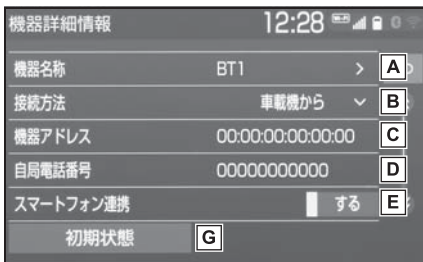 機器詳細情報 12:28
機器名称 BT1 > A
接続方法 車載機から B
機器アドレス 00:00:00:00:00:00 C
自局電話番号 00000000000 D
スマートフォン連携 する E
初期状態 G